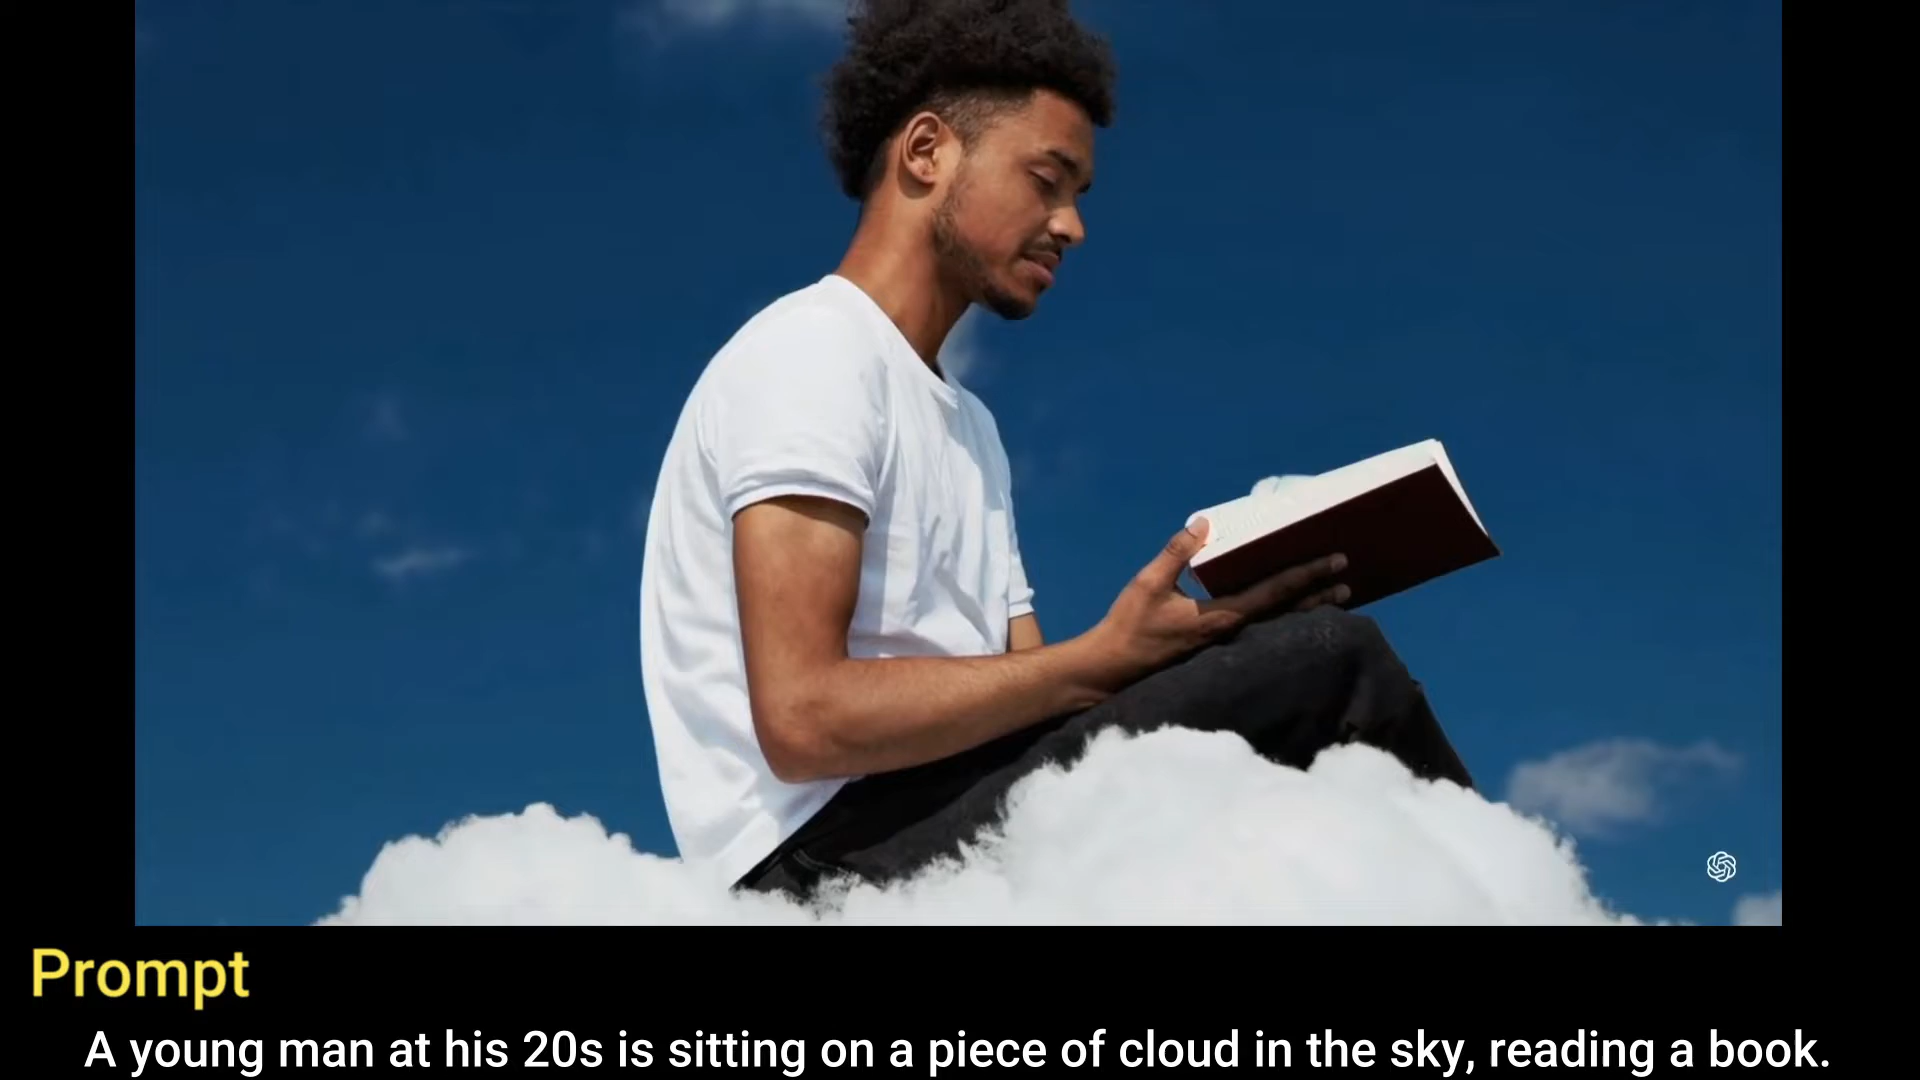 Prompt
A young man at his 20s is sitting on a piece of cloud in the sky, reading a book.